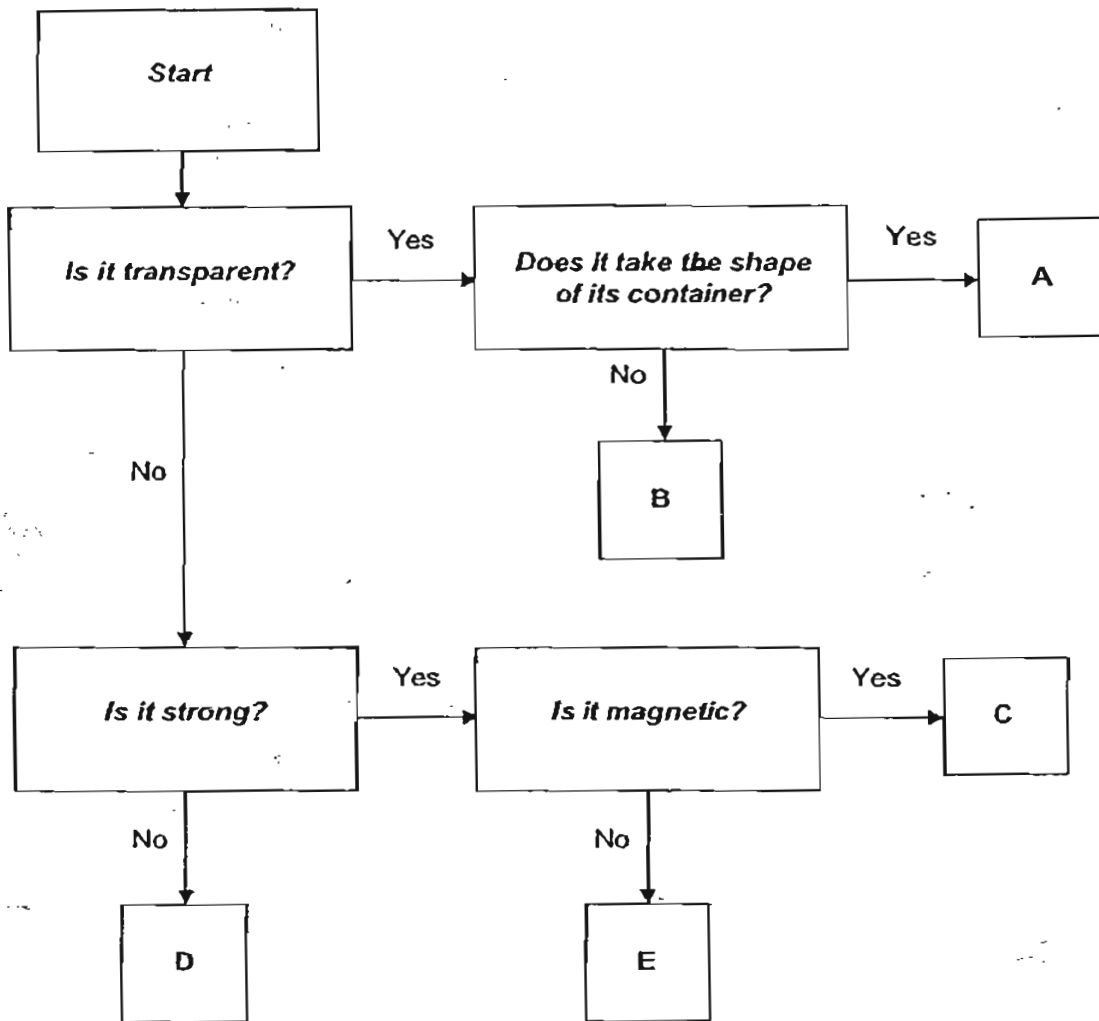 Start
Is it transparent?
Yes
Does it take the shape
of its container?
Yes
A
No
B
No
Is it strong?
Yes
Is it magnetic?
Yes
C
No
D
No
E